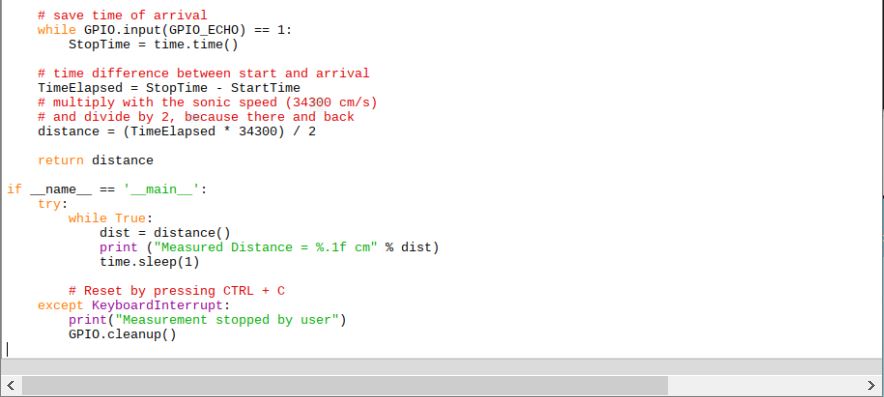 # save time of arrival
while GPIO.input(GPIO_ECHO) == 1:
StopTime = time.time()
# time difference between start and arrival
TimeElapsed = StopTime - StartTime
# multiply with the sonic speed (34300 cm/s)
# and divide by 2, because there and back
distance = (TimeElapsed * 34300) / 2
return distance
if __name__ == '__main__':
try:
while True:
dist = distance()
print ("Measured Distance = %.1f cm" % dist)
time.sleep(1)
# Reset by pressing CTRL + C
except KeyboardInterrupt:
print("Measurement stopped by user")
GPIO.cleanup()